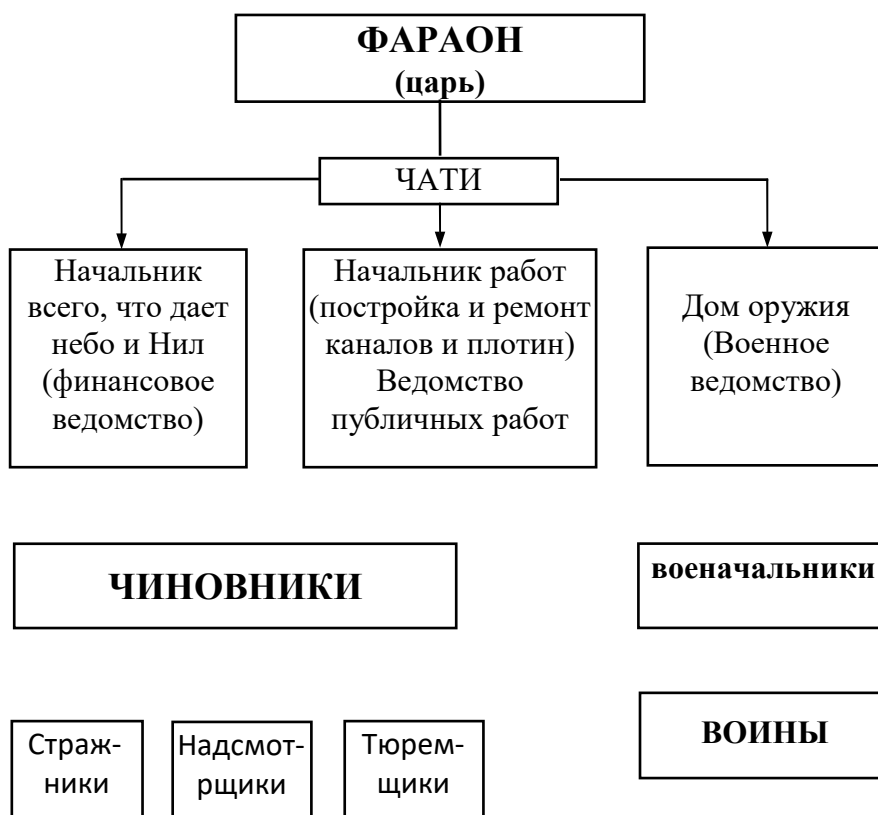 ФАРАОН
(царь)
ЧАТИ
Начальник
всего, что дает
небо и Нил
(финансовое
ведомство)
Начальник работ
(постройка и ремонт
каналов и плотин)
Ведомство
публичных работ
Дом оружия
(Военное
ведомство)
ЧИНОВНИКИ
военачальники
Страж-
ники
Надсмот-
рщики
Тюрем-
щики
ВОИНЫ